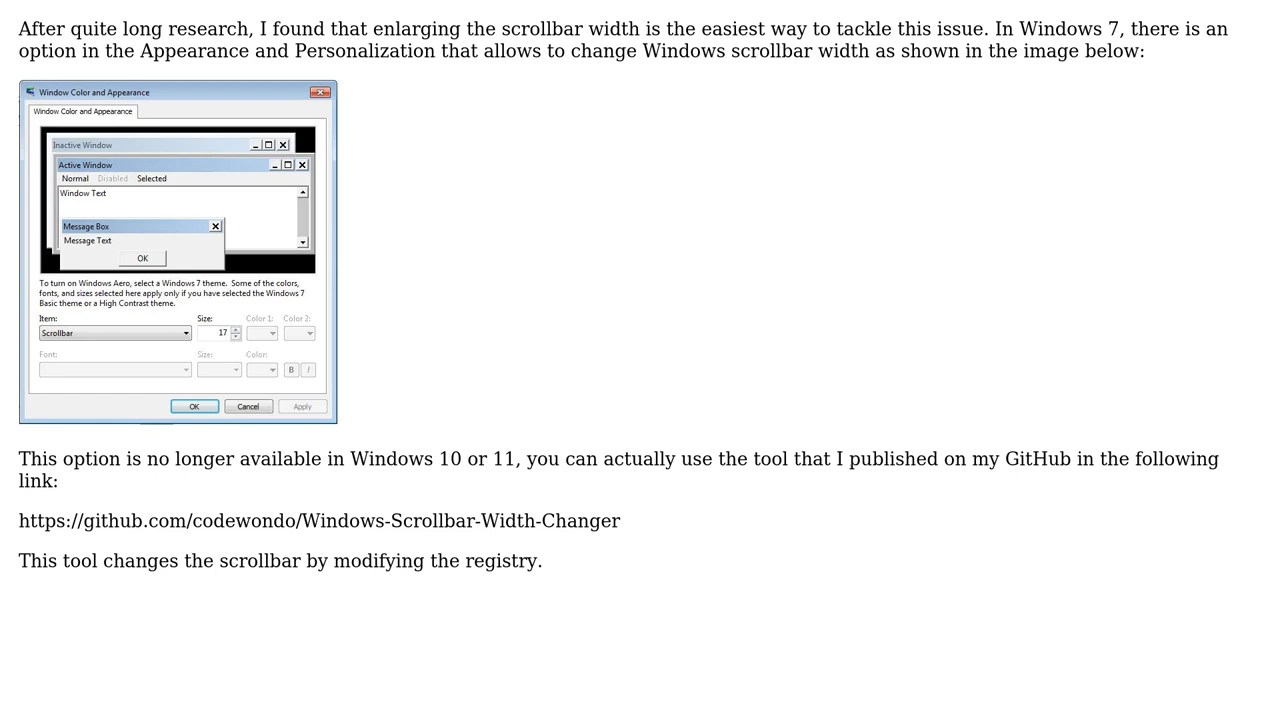 After quite long research, I found that enlarging the scrollbar width is the easiest way to tackle this issue. In Windows 7, there is an
option in the Appearance and Personalization that allows to change Windows scrollbar width as shown in the image below:
Window Color and Appearance
Window Color and Appearance
Inactive Window
Active Window
Normal Disabled Selected
Window Text
Message Box
Message Text
OK
To turn on Windows Aero, select a Windows 7 theme. Some of the colors,
fonts, and sizes selected here apply only if you have selected the Windows 7
Basic theme or a High Contrast theme.
Item: Size: Color 1: Color 2:
Scrollbar 17
Font: Size: Color:
B I
OK Cancel Apply
This option is no longer available in Windows 10 or 11, you can actually use the tool that I published on my GitHub in the following
link:
https://github.com/codewondo/Windows-Scrollbar-Width-Changer
This tool changes the scrollbar by modifying the registry.